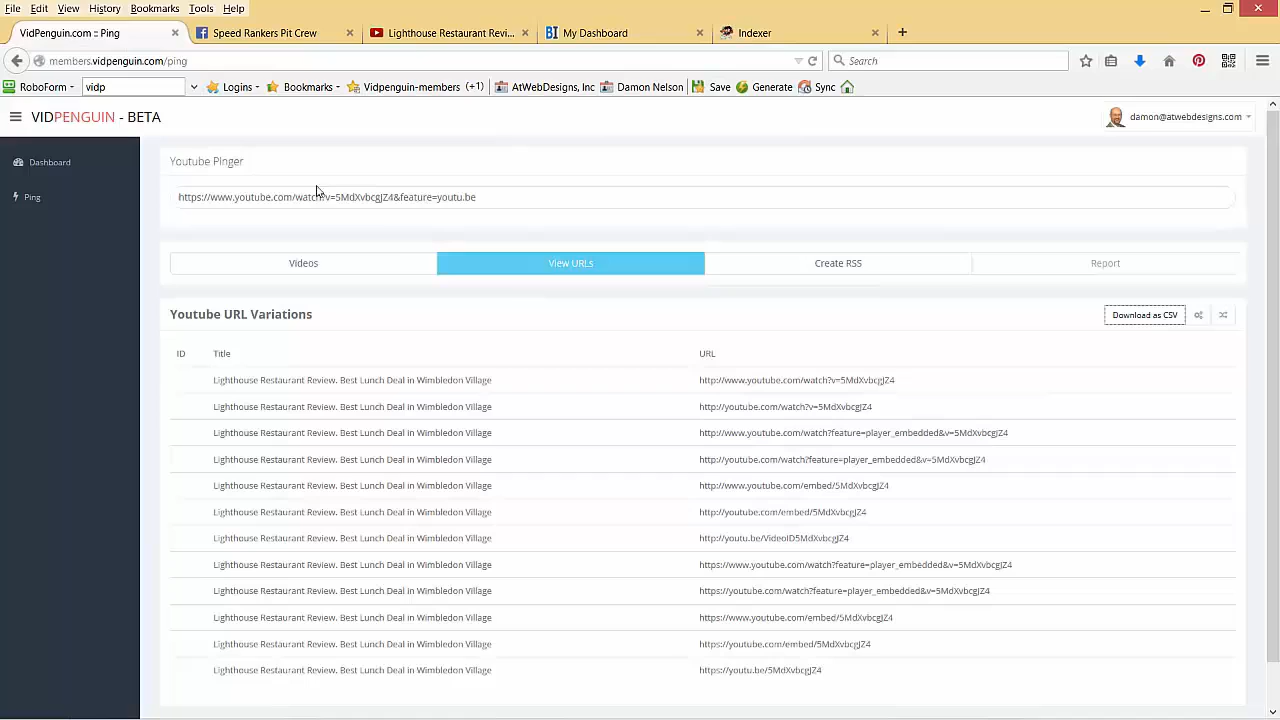 File Edit View History Bookmarks Tools Help
VidPenguin.com :: Ping
Speed Rankers Pit Crew
Lighthouse Restaurant Revi...
BI My Dashboard
Indexer
members.vidpenguin.com/ping
Search
RoboForm
vidp
Logins
Bookmarks
Vidpenguin-members (+1)
AtWebDesigns, Inc
Damon Nelson
Save
Generate
Sync
VIDPENGUIN - BETA
damon@atwebdesigns.com
Dashboard
Ping
Youtube Pinger
https://www.youtube.com/watch?v=5MdXvbcgJZ4&feature=youtu.be
Videos
View URLs
Create RSS
Report
Youtube URL Variations
Download as CSV
ID Title URL
Lighthouse Restaurant Review. Best Lunch Deal in Wimbledon Village http://www.youtube.com/watch?v=5MdXvbcgJZ4
Lighthouse Restaurant Review. Best Lunch Deal in Wimbledon Village http://youtube.com/watch?v=5MdXvbcgJZ4
Lighthouse Restaurant Review. Best Lunch Deal in Wimbledon Village http://www.youtube.com/watch?feature=player_embedded&v=5MdXvbcgJZ4
Lighthouse Restaurant Review. Best Lunch Deal in Wimbledon Village http://youtube.com/watch?feature=player_embedded&v=5MdXvbcgJZ4
Lighthouse Restaurant Review. Best Lunch Deal in Wimbledon Village http://www.youtube.com/embed/5MdXvbcgJZ4
Lighthouse Restaurant Review. Best Lunch Deal in Wimbledon Village http://youtube.com/embed/5MdXvbcgJZ4
Lighthouse Restaurant Review. Best Lunch Deal in Wimbledon Village http://youtu.be/VideoID5MdXvbcgJZ4
Lighthouse Restaurant Review. Best Lunch Deal in Wimbledon Village https://www.youtube.com/watch?feature=player_embedded&v=5MdXvbcgJZ4
Lighthouse Restaurant Review. Best Lunch Deal in Wimbledon Village https://youtube.com/watch?feature=player_embedded&v=5MdXvbcgJZ4
Lighthouse Restaurant Review. Best Lunch Deal in Wimbledon Village https://www.youtube.com/embed/5MdXvbcgJZ4
Lighthouse Restaurant Review. Best Lunch Deal in Wimbledon Village https://youtube.com/embed/5MdXvbcgJZ4
Lighthouse Restaurant Review. Best Lunch Deal in Wimbledon Village https://youtu.be/5MdXvbcgJZ4